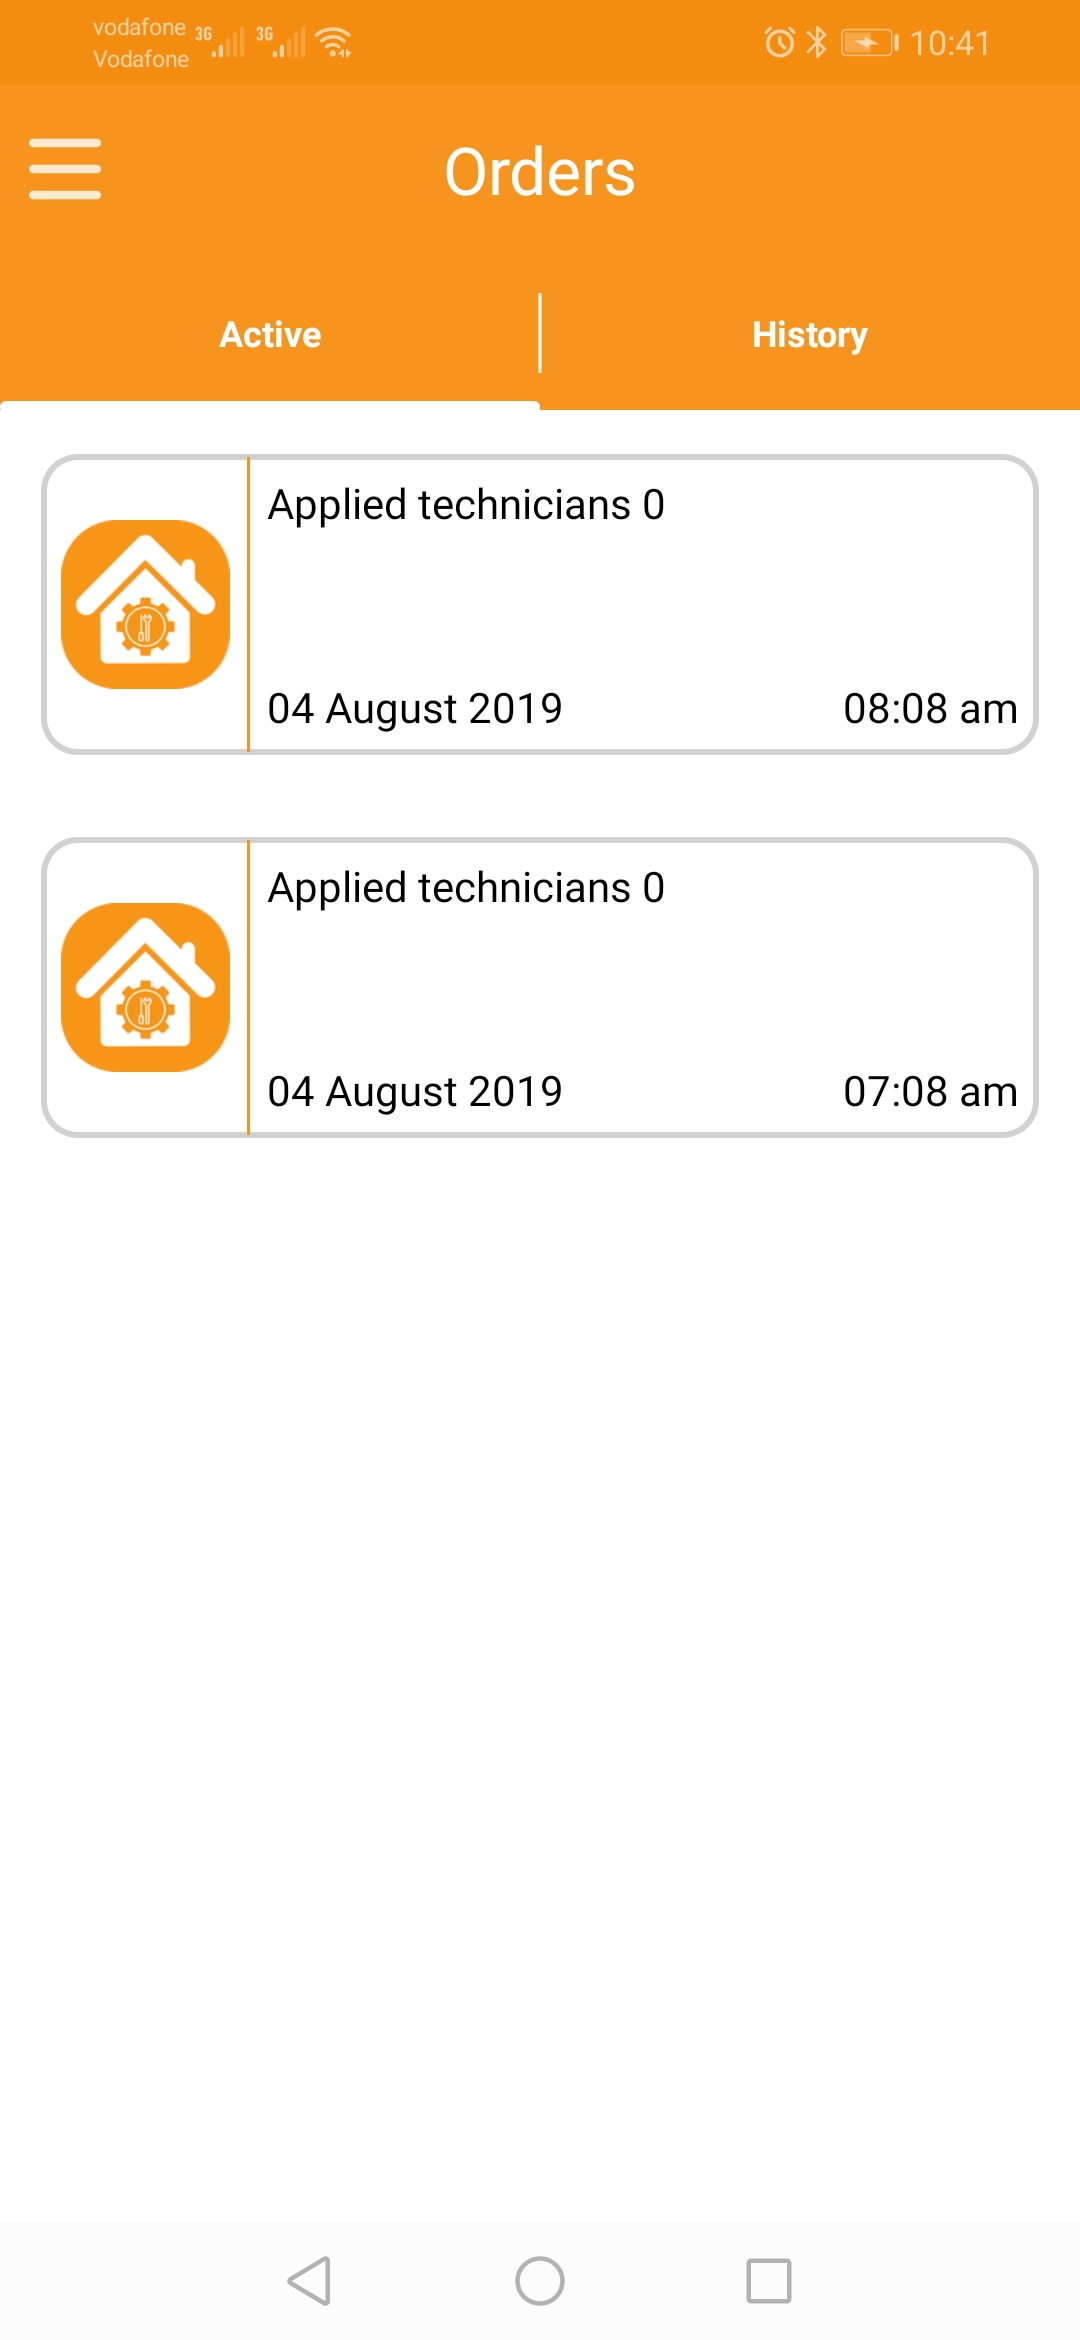 vodafone 3G 3G 10:41
Vodafone
Orders
Active History
Applied technicians 0
04 August 2019 08:08 am
Applied technicians 0
04 August 2019 07:08 am